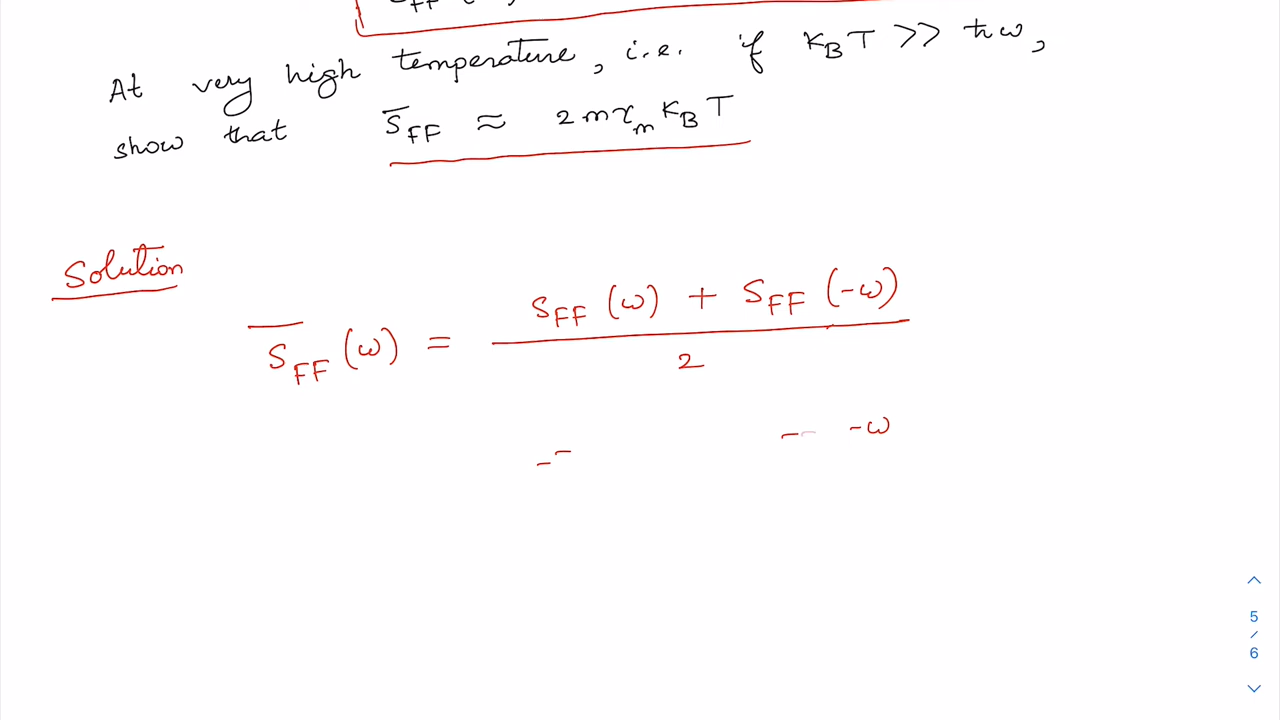 S_FF (
At very high temperature, i.e. if K_B T >> ħω,
show that S̅_FF ≈ 2mγ_m K_B T
Solution
S̅_FF (ω) = (S_FF (ω) + S_FF (-ω)) / 2
-ω
5
/
6